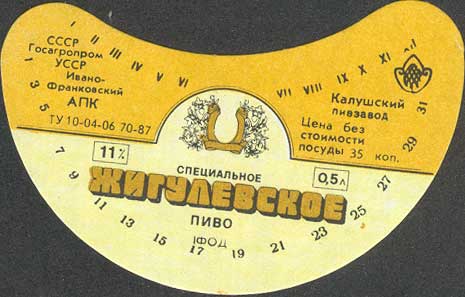 I II III IV V VI VII VIII IX X XI XII
СССР
Госагропром
УССР
Ивано-
Франковский
АПК
ТУ 10-04-06 70-87
Калушский
пивзавод
Цена без
стоимости
посуды 35 коп.
11%
0,5л
СПЕЦИАЛЬНОЕ
ЖИГУЛЕВСКОЕ
ПИВО
1ФОД
1 3 5 7 9 11 13 15 17 19 21 23 25 27 29 31